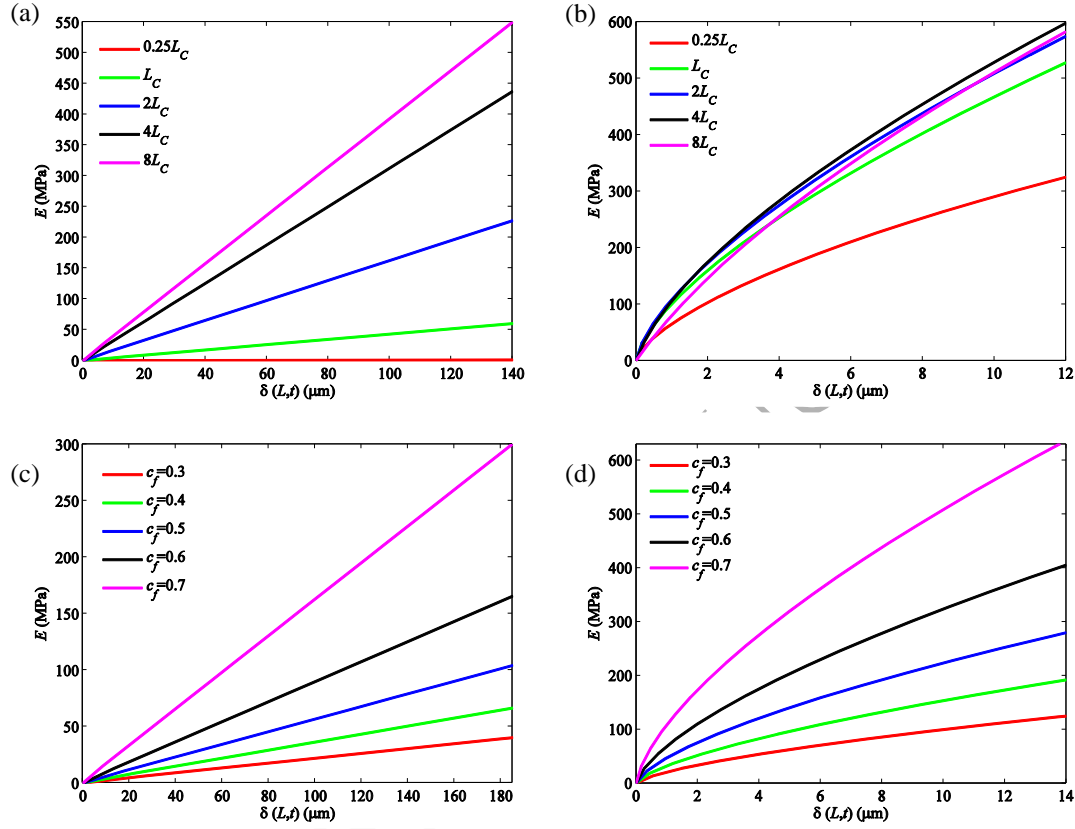 (a)
550
500
450
400
350
300
250
200
150
100
50
0
E (MPa)
0.25L_C
L_C
2L_C
4L_C
8L_C
0 20 40 60 80 100 120 140
δ (L,t) (μm)
(b)
600
500
400
300
200
100
0
E (MPa)
0.25L_C
L_C
2L_C
4L_C
8L_C
0 2 4 6 8 10 12
δ (L,t) (μm)
(c)
300
250
200
150
100
50
0
E (MPa)
c_f=0.3
c_f=0.4
c_f=0.5
c_f=0.6
c_f=0.7
0 20 40 60 80 100 120 140 160 180
δ (L,t) (μm)
(d)
600
500
400
300
200
100
0
E (MPa)
c_f=0.3
c_f=0.4
c_f=0.5
c_f=0.6
c_f=0.7
0 2 4 6 8 10 12 14
δ (L,t) (μm)